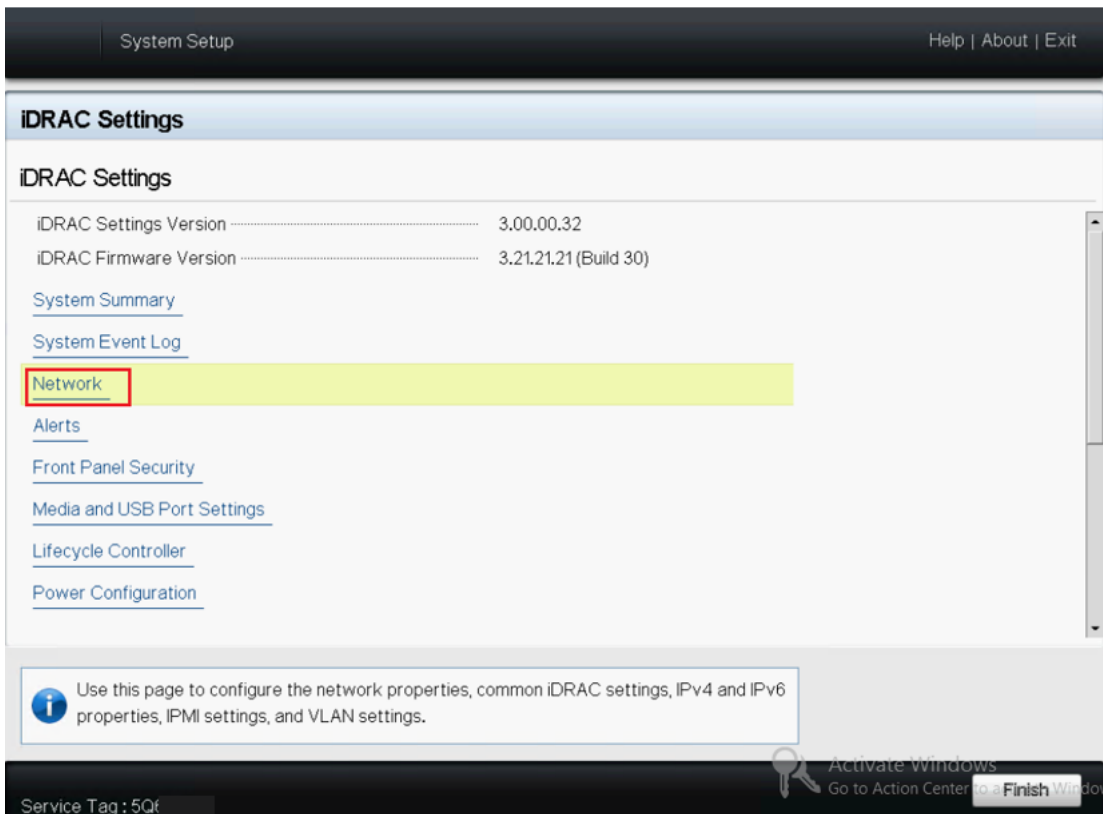 System Setup
Help | About | Exit
iDRAC Settings
iDRAC Settings
iDRAC Settings Version 3.00.00.32
iDRAC Firmware Version 3.21.21.21 (Build 30)
System Summary
System Event Log
Network
Alerts
Front Panel Security
Media and USB Port Settings
Lifecycle Controller
Power Configuration
Use this page to configure the network properties, common iDRAC settings, IPv4 and IPv6
properties, IPMI settings, and VLAN settings.
Activate Windows
Go to Action Center
Finish
Service Tag : 5Q